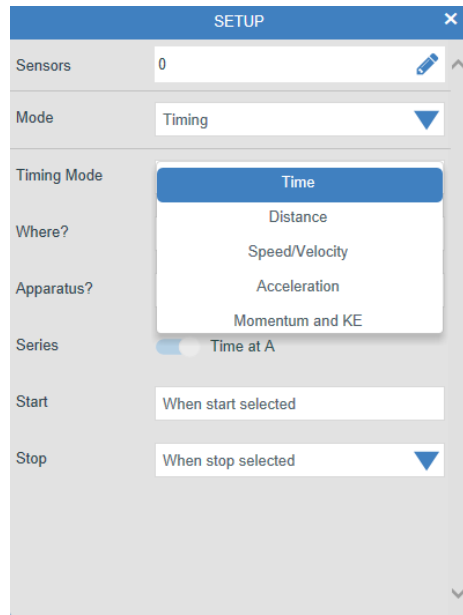 SETUP ×
Sensors 0
Mode Timing
Timing Mode Time
Distance
Where?
Speed/Velocity
Apparatus? Acceleration
Momentum and KE
Series Time at A
Start When start selected
Stop When stop selected